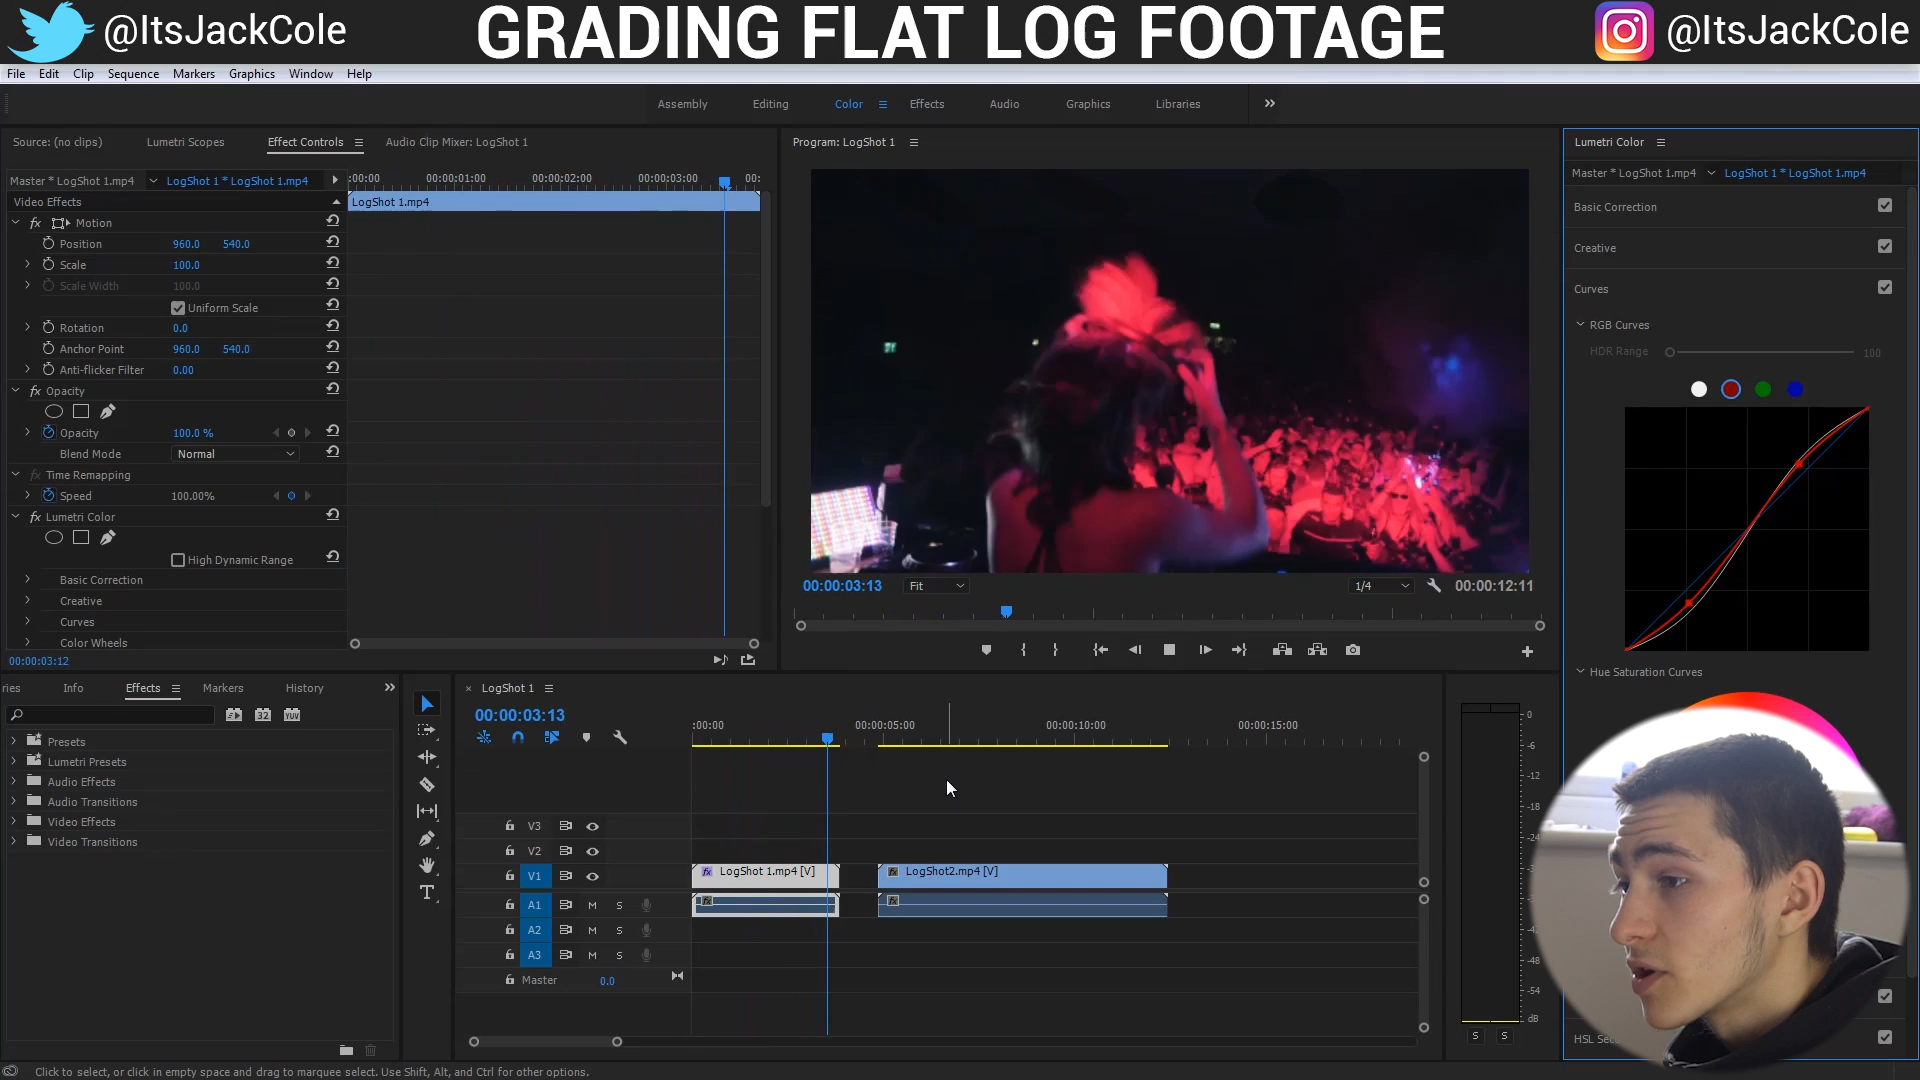 @ItsJackCole
GRADING FLAT LOG FOOTAGE
@ItsJackCole
File Edit Clip Sequence Markers Graphics Window Help
Assembly Editing Color Effects Audio Graphics Libraries
Source: (no clips) Lumetri Scopes Effect Controls Audio Clip Mixer: LogShot 1
Master * LogShot 1.mp4 LogShot 1 * LogShot 1.mp4
:00:00 00:00:01:00 00:00:02:00 00:00:03:00 00:
LogShot 1.mp4
Video Effects
fx Motion
Position 960.0 540.0
Scale 100.0
Scale Width 100.0
Uniform Scale
Rotation 0.0
Anchor Point 960.0 540.0
Anti-flicker Filter 0.00
fx Opacity
Opacity 100.0 %
Blend Mode Normal
fx Time Remapping
Speed 100.00%
fx Lumetri Color
High Dynamic Range
Basic Correction
Creative
Curves
Color Wheels
00:00:03:12
Program: LogShot 1
00:00:03:13 Fit 1/4 00:00:12:11
Lumetri Color
Master * LogShot 1.mp4 LogShot 1 * LogShot 1.mp4
Basic Correction
Creative
Curves
RGB Curves
HDR Range 100
Hue Saturation Curves
ries Info Effects Markers History
32 YUV
Presets
Lumetri Presets
Audio Effects
Audio Transitions
Video Effects
Video Transitions
× LogShot 1
00:00:03:13
:00:00 00:00:05:00 00:00:10:00 00:00:15:00
V3
V2
V1 fx LogShot 1.mp4 [V] fx LogShot2.mp4 [V]
A1 M S fx fx
A2 M S
A3 M S
Master 0.0
0
-6
-12
-18
-24
-48
-54
dB
S S
Click to select, or click in empty space and drag to marquee select. Use Shift, Alt, and Ctrl for other options.